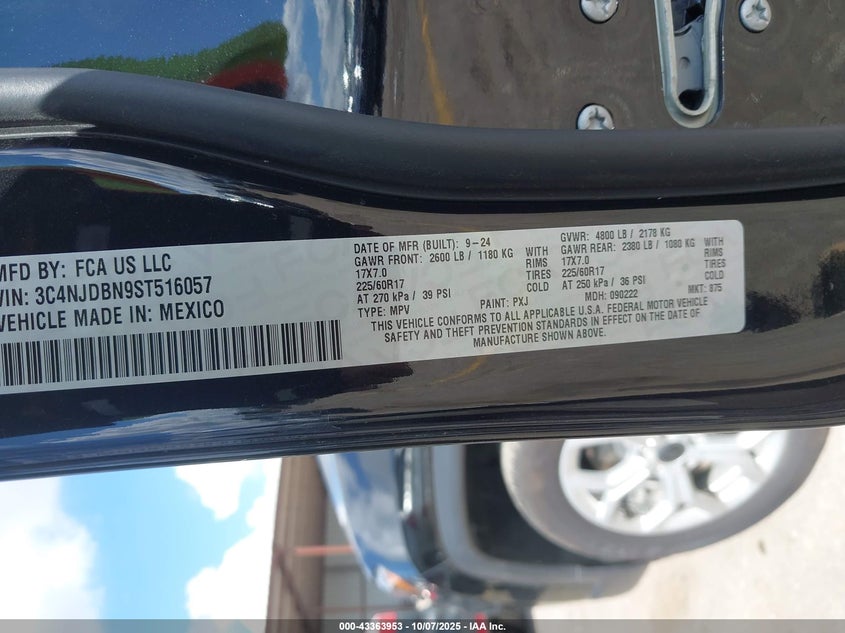 MFD BY: FCA US LLC
VIN: 3C4NJDBN9ST516057
VEHICLE MADE IN: MEXICO
DATE OF MFR (BUILT): 9-24
GAWR FRONT: 2600 LB / 1180 KG WITH
17X7.0 RIMS
225/60R17 TIRES
AT 270 kPa / 39 PSI COLD
TYPE: MPV
PAINT: PXJ
GVWR: 4800 LB / 2178 KG
GAWR REAR: 2380 LB / 1080 KG WITH
17X7.0 RIMS
225/60R17 TIRES
AT 250 kPa / 36 PSI COLD
MDH: 090222
MKT: 875
THIS VEHICLE CONFORMS TO ALL APPLICABLE U.S.A. FEDERAL MOTOR VEHICLE
SAFETY AND THEFT PREVENTION STANDARDS IN EFFECT ON THE DATE OF
MANUFACTURE SHOWN ABOVE.
000-43363953 - 10/07/2025 - IAA Inc.